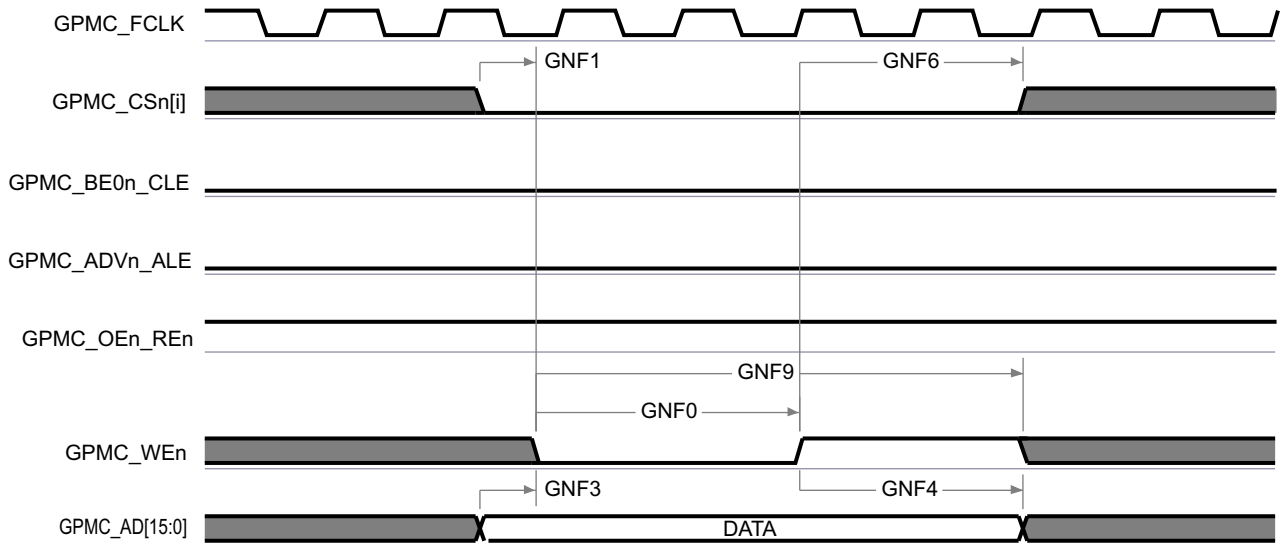 GPMC_FCLK
GNF1
GNF6
GPMC_CSn[i]
GPMC_BE0n_CLE
GPMC_ADVn_ALE
GPMC_OEn_REn
GNF9
GNF0
GPMC_WEn
GNF3
GNF4
GPMC_AD[15:0]
DATA